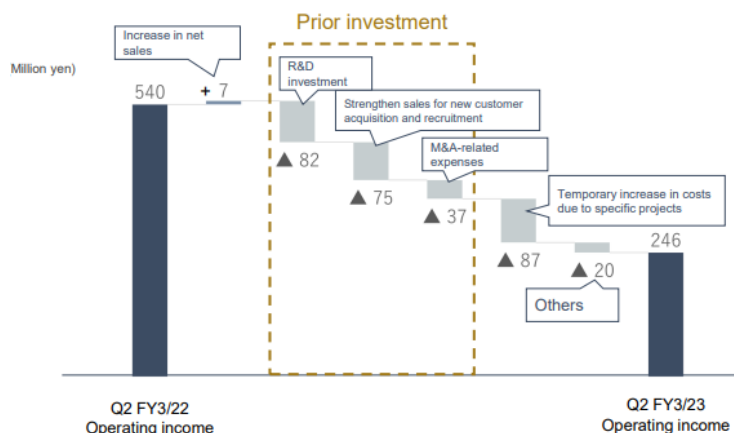 Prior investment
Increase in net
sales
Million yen)
R&D
investment
540
+ 7
Strengthen sales for new customer
acquisition and recruitment
M&A-related
expenses
▲ 82
▲ 75
▲ 37
Temporary increase in costs
due to specific projects
▲ 87
▲ 20
246
Others
Q2 FY3/22
Operating income
Q2 FY3/23
Operating income